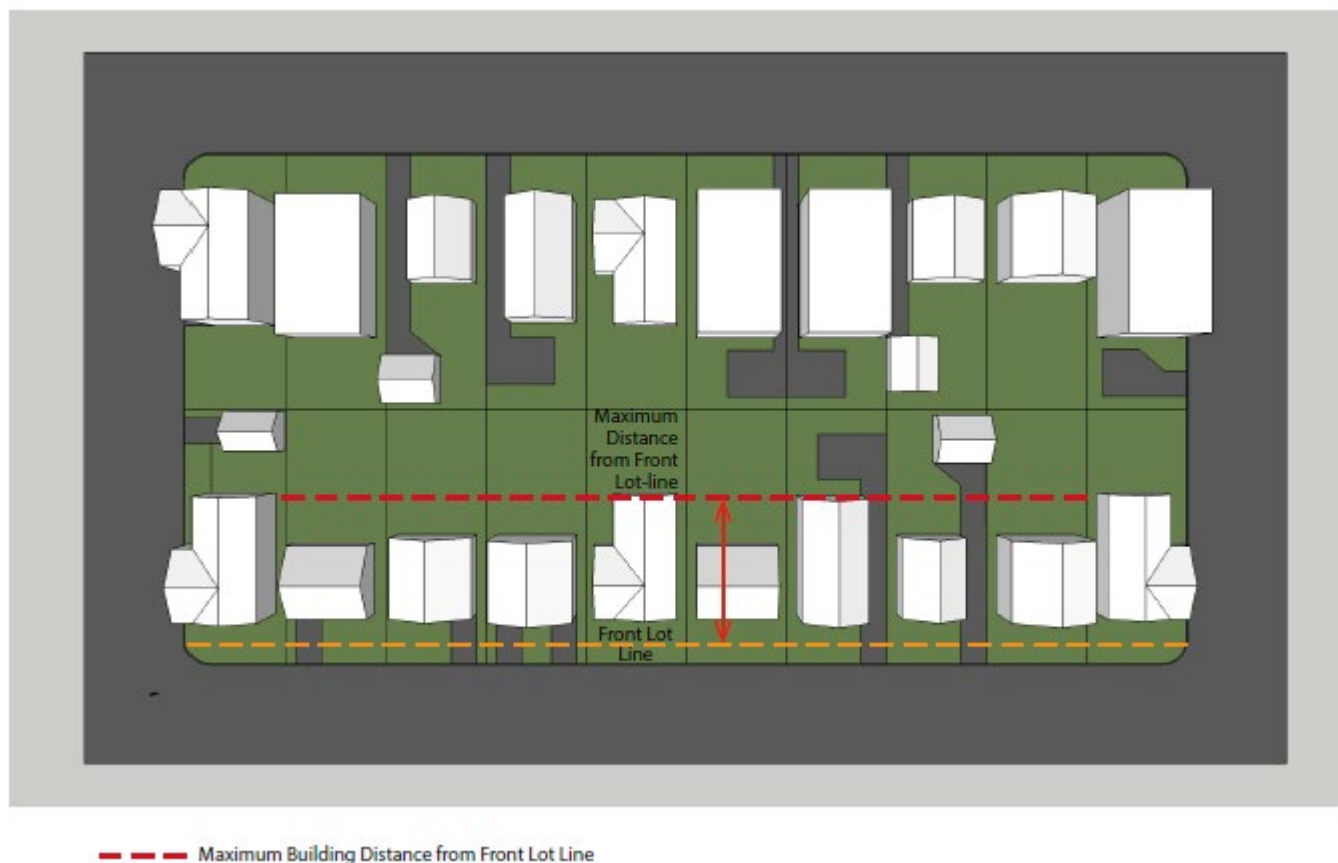 Maximum
Distance
from Front
Lot-line
Front Lot
Line
Maximum Building Distance from Front Lot Line